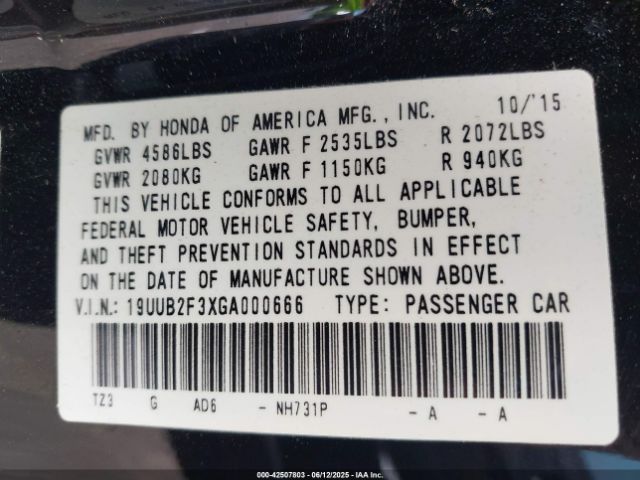 MFD. BY HONDA OF AMERICA MFG., INC. 10/'15
GVWR 4586LBS GAWR F 2535LBS R 2072LBS
GVWR 2080KG GAWR F 1150KG R 940KG
THIS VEHICLE CONFORMS TO ALL APPLICABLE
FEDERAL MOTOR VEHICLE SAFETY, BUMPER,
AND THEFT PREVENTION STANDARDS IN EFFECT
ON THE DATE OF MANUFACTURE SHOWN ABOVE.
V.I.N.: 19UUB2F3XGA000666 TYPE: PASSENGER CAR
TZ3 G AD6 - NH731P - A - A
000-42507803 - 06/12/2025 - IAA Inc.